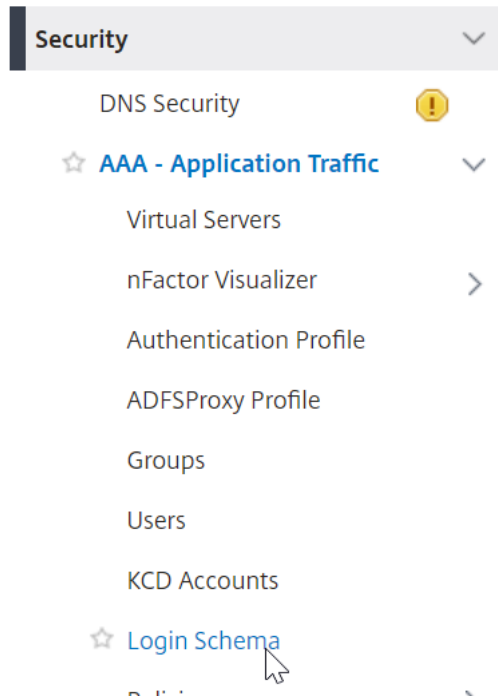 Security
DNS Security
AAA - Application Traffic
Virtual Servers
nFactor Visualizer
Authentication Profile
ADFSProxy Profile
Groups
Users
KCD Accounts
Login Schema